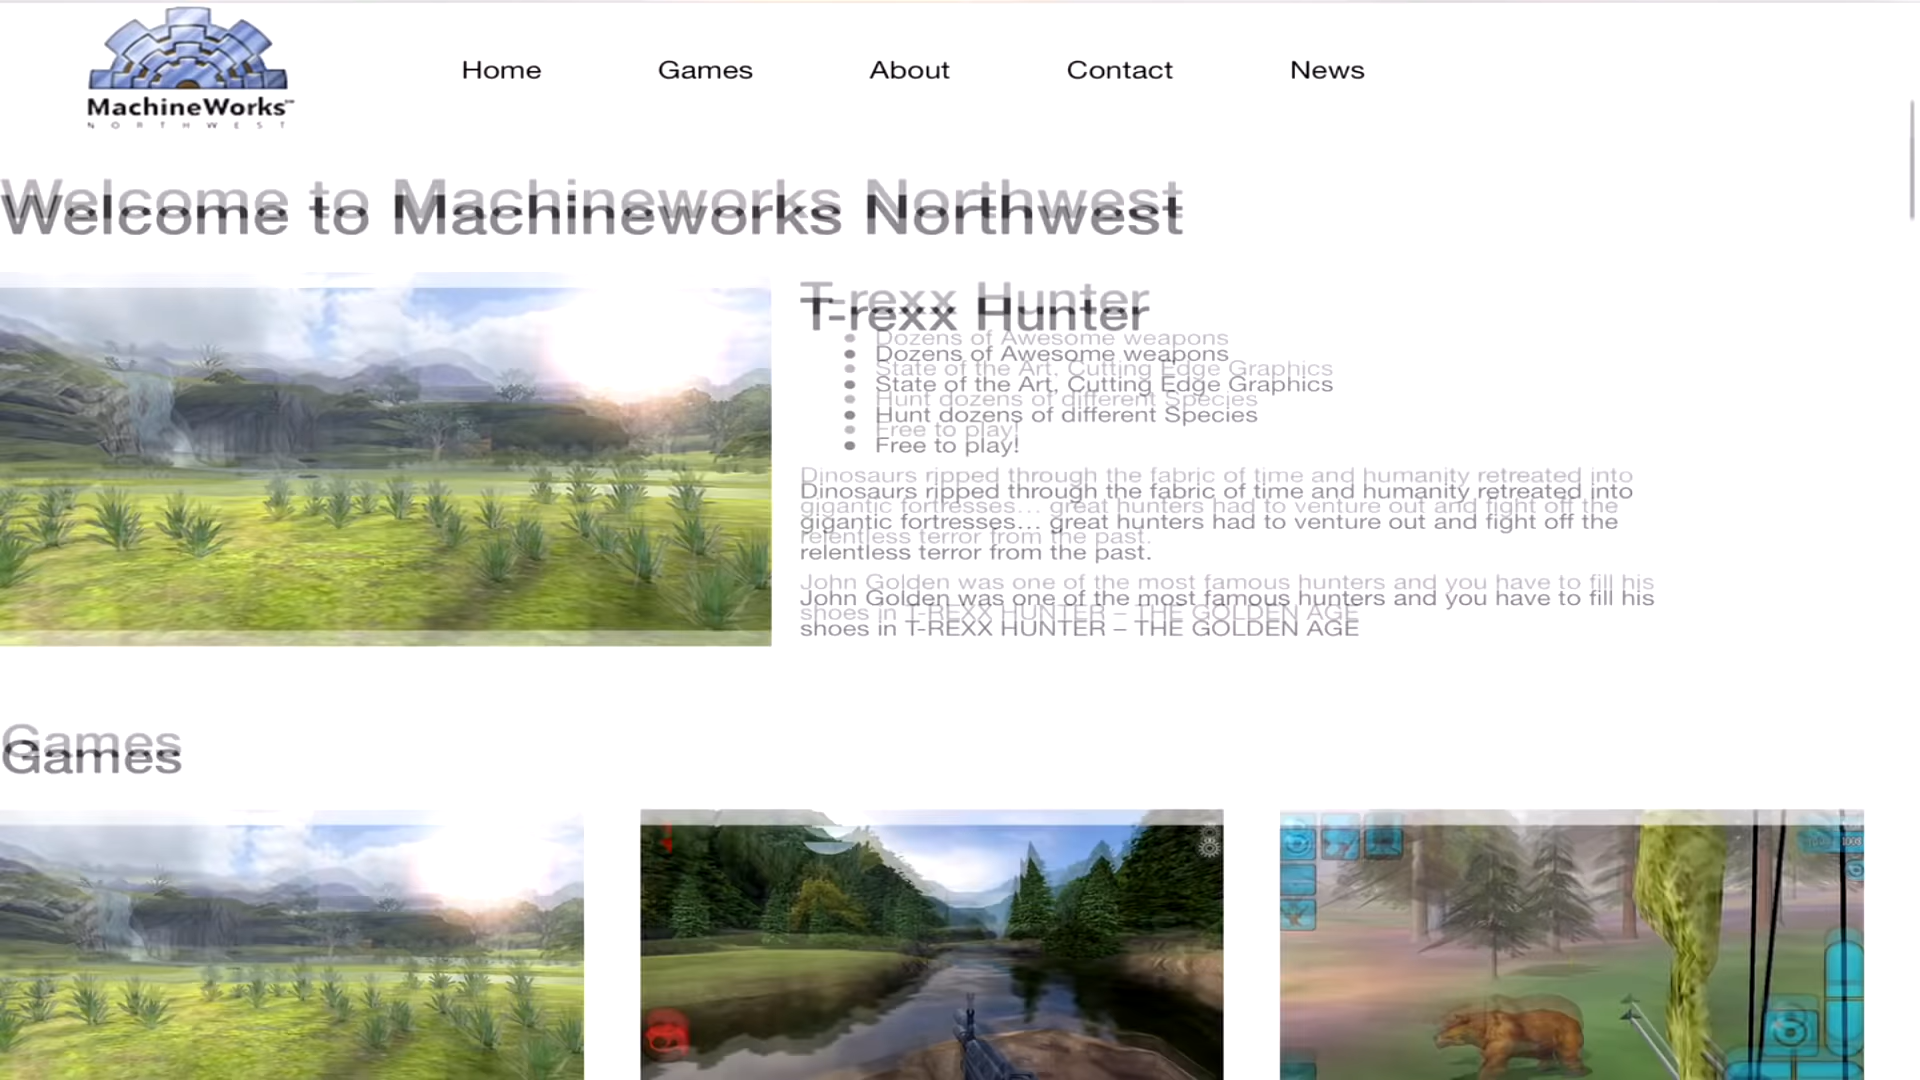 MachineWorks
NORTHWEST
Home Games About Contact News
Welcome to Machineworks Northwest
T-rexx Hunter
Dozens of Awesome weapons
State of the Art, Cutting Edge Graphics
Hunt dozens of different Species
Free to play!
Dinosaurs ripped through the fabric of time and humanity retreated into
gigantic fortresses… great hunters had to venture out and fight off the
relentless terror from the past.
John Golden was one of the most famous hunters and you have to fill his
shoes in T-REXX HUNTER – THE GOLDEN AGE
Games